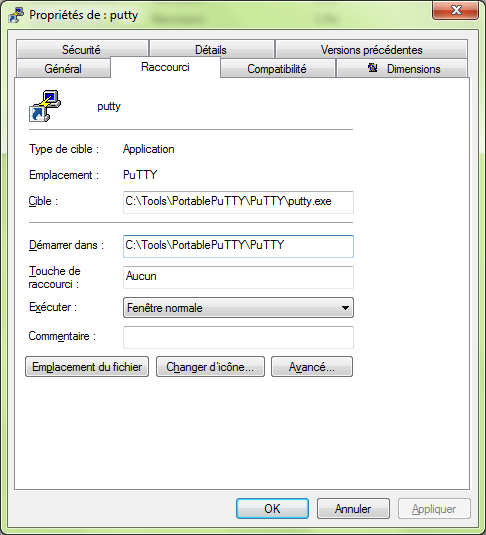 Propriétés de : putty
Sécurité Détails Versions précédentes
Général Raccourci Compatibilité Dimensions
putty
Type de cible : Application
Emplacement : PuTTY
Cible : C:\Tools\PortablePuTTY\PuTTY\putty.exe
Démarrer dans : C:\Tools\PortablePuTTY\PuTTY
Touche de
raccourci : Aucun
Exécuter : Fenêtre normale
Commentaire :
Emplacement du fichier Changer d'icône... Avancé...
OK Annuler Appliquer